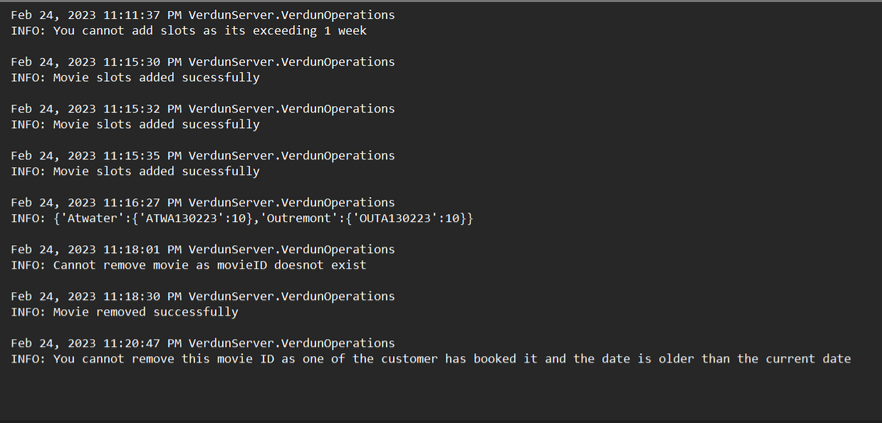 Feb 24, 2023 11:11:37 PM VerdunServer.VerdunOperations
INFO: You cannot add slots as its exceeding 1 week
Feb 24, 2023 11:15:30 PM VerdunServer.VerdunOperations
INFO: Movie slots added sucessfully
Feb 24, 2023 11:15:32 PM VerdunServer.VerdunOperations
INFO: Movie slots added sucessfully
Feb 24, 2023 11:15:35 PM VerdunServer.VerdunOperations
INFO: Movie slots added sucessfully
Feb 24, 2023 11:16:27 PM VerdunServer.VerdunOperations
INFO: {'Atwater':{'ATWA130223':10},'Outremont':{'OUTA130223':10}}
Feb 24, 2023 11:18:01 PM VerdunServer.VerdunOperations
INFO: Cannot remove movie as movieID doesnot exist
Feb 24, 2023 11:18:30 PM VerdunServer.VerdunOperations
INFO: Movie removed successfully
Feb 24, 2023 11:20:47 PM VerdunServer.VerdunOperations
INFO: You cannot remove this movie ID as one of the customer has booked it and the date is older than the current date